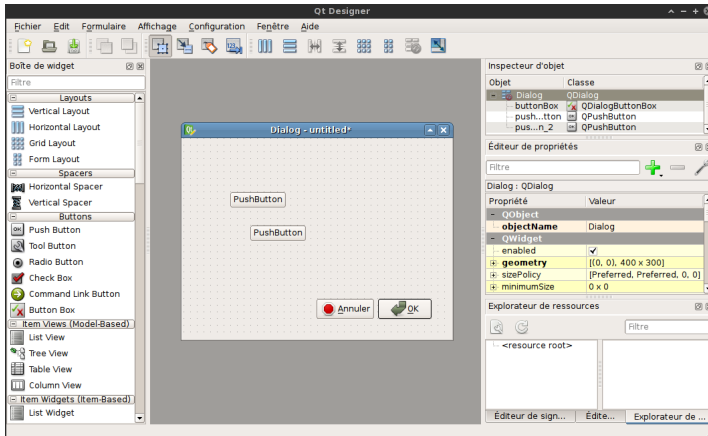 Qt Designer
Fichier Edit Formulaire Affichage Configuration Fenêtre Aide
Boîte de widget
Filtre
Layouts
Vertical Layout
Horizontal Layout
Grid Layout
Form Layout
Spacers
Horizontal Spacer
Vertical Spacer
Buttons
Push Button
Tool Button
Radio Button
Check Box
Command Link Button
Button Box
Item Views (Model-Based)
List View
Tree View
Table View
Column View
Item Widgets (Item-Based)
List Widget
Dialog - untitled*
PushButton
PushButton
Annuler OK
Inspecteur d'objet
Objet Classe
Dialog QDialog
buttonBox QDialogButtonBox
push...tton QPushButton
pus...n_2 QPushButton
Éditeur de propriétés
Filtre
Dialog : QDialog
Propriété Valeur
QObject
objectName Dialog
QWidget
enabled
geometry [(0, 0), 400 x 300]
sizePolicy [Preferred, Preferred, 0, 0]
minimumSize 0 x 0
Explorateur de ressources
Filtre
<resource root>
Éditeur de sign... Édite... Explorateur de ...